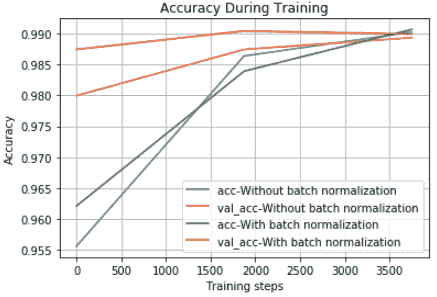 Accuracy During Training
Accuracy
0.990
0.985
0.980
0.975
0.970
0.965
0.960
0.955
acc-Without batch normalization
val_acc-Without batch normalization
acc-With batch normalization
val_acc-With batch normalization
0 500 1000 1500 2000 2500 3000 3500
Training steps